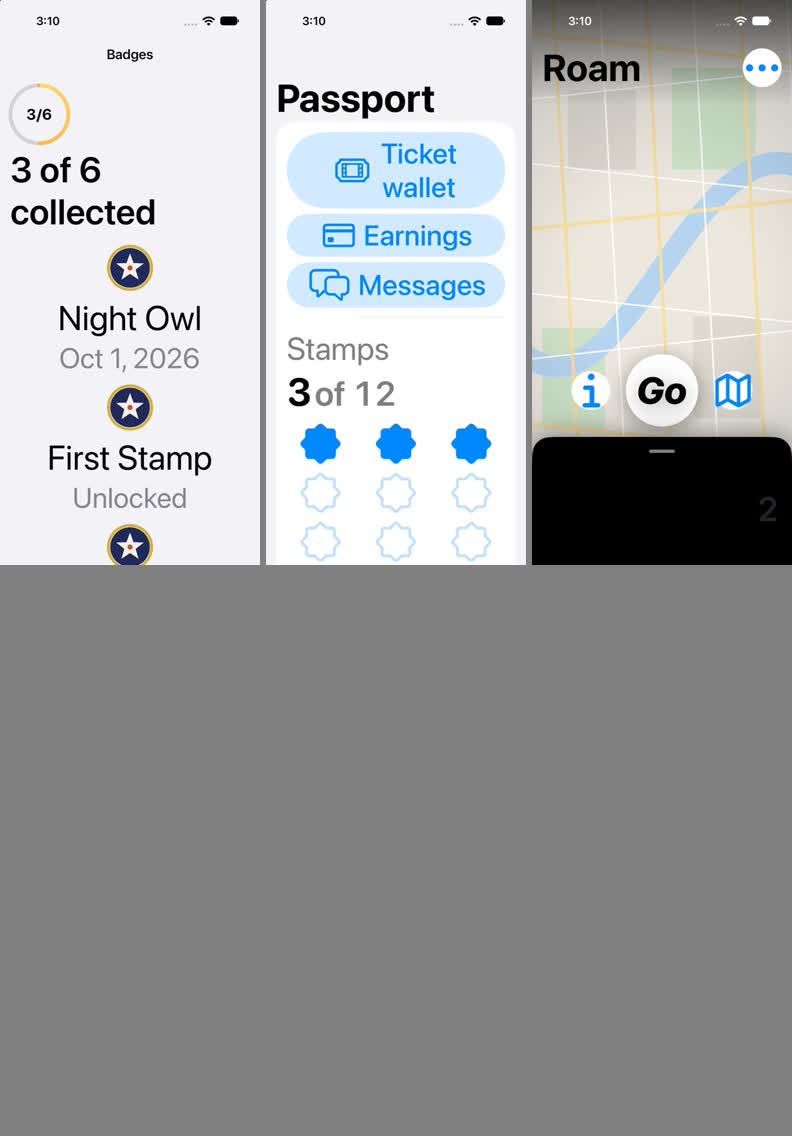 3:10
Badges
3/6
3 of 6
collected
Night Owl
Oct 1, 2026
First Stamp
Unlocked
3:10
Passport
Ticket
wallet
Earnings
Messages
Stamps
3 of 12
3:10
Roam
Go
2